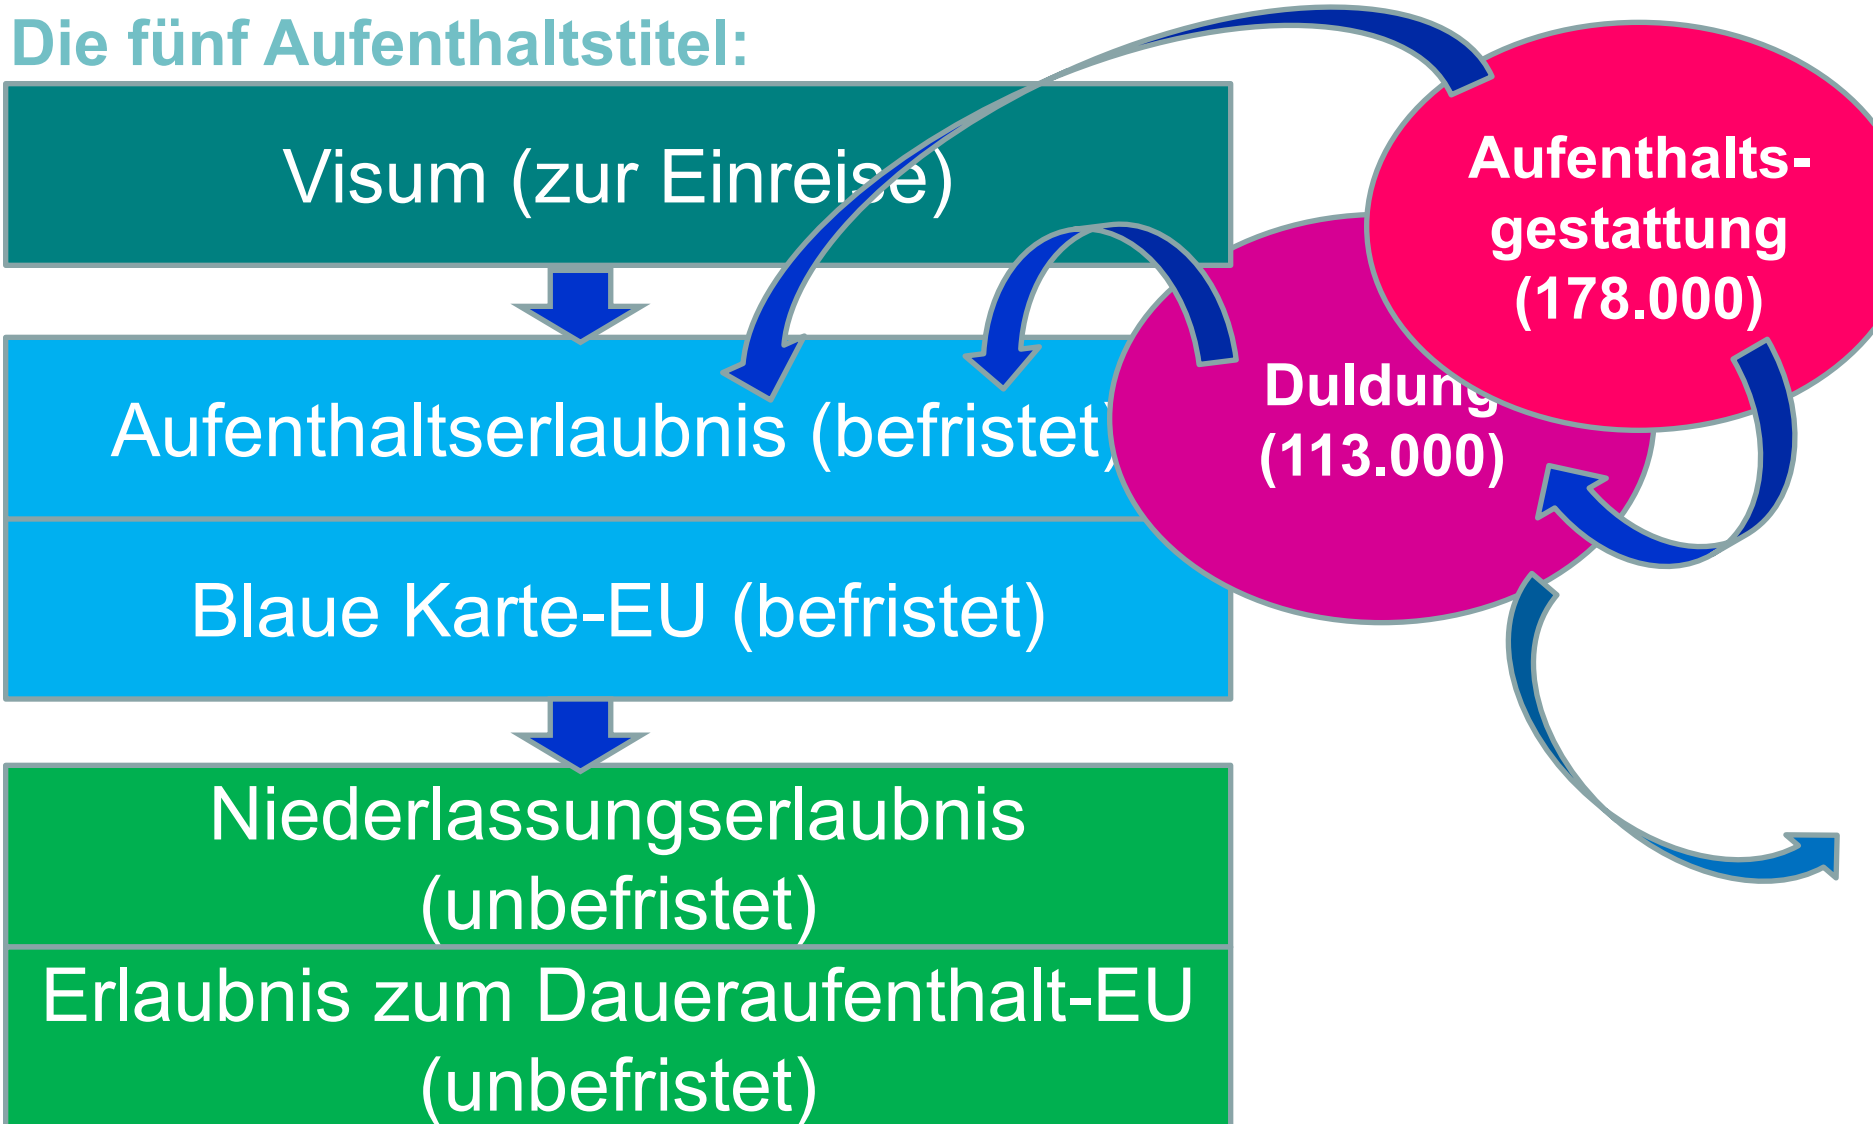 Die fünf Aufenthaltstitel:
Visum (zur Einreise)
Aufenthaltserlaubnis (befristet)
Blaue Karte-EU (befristet)
Niederlassungserlaubnis
(unbefristet)
Erlaubnis zum Daueraufenthalt-EU
(unbefristet)
Aufenthalts-
gestattung
(178.000)
Duldung
(113.000)